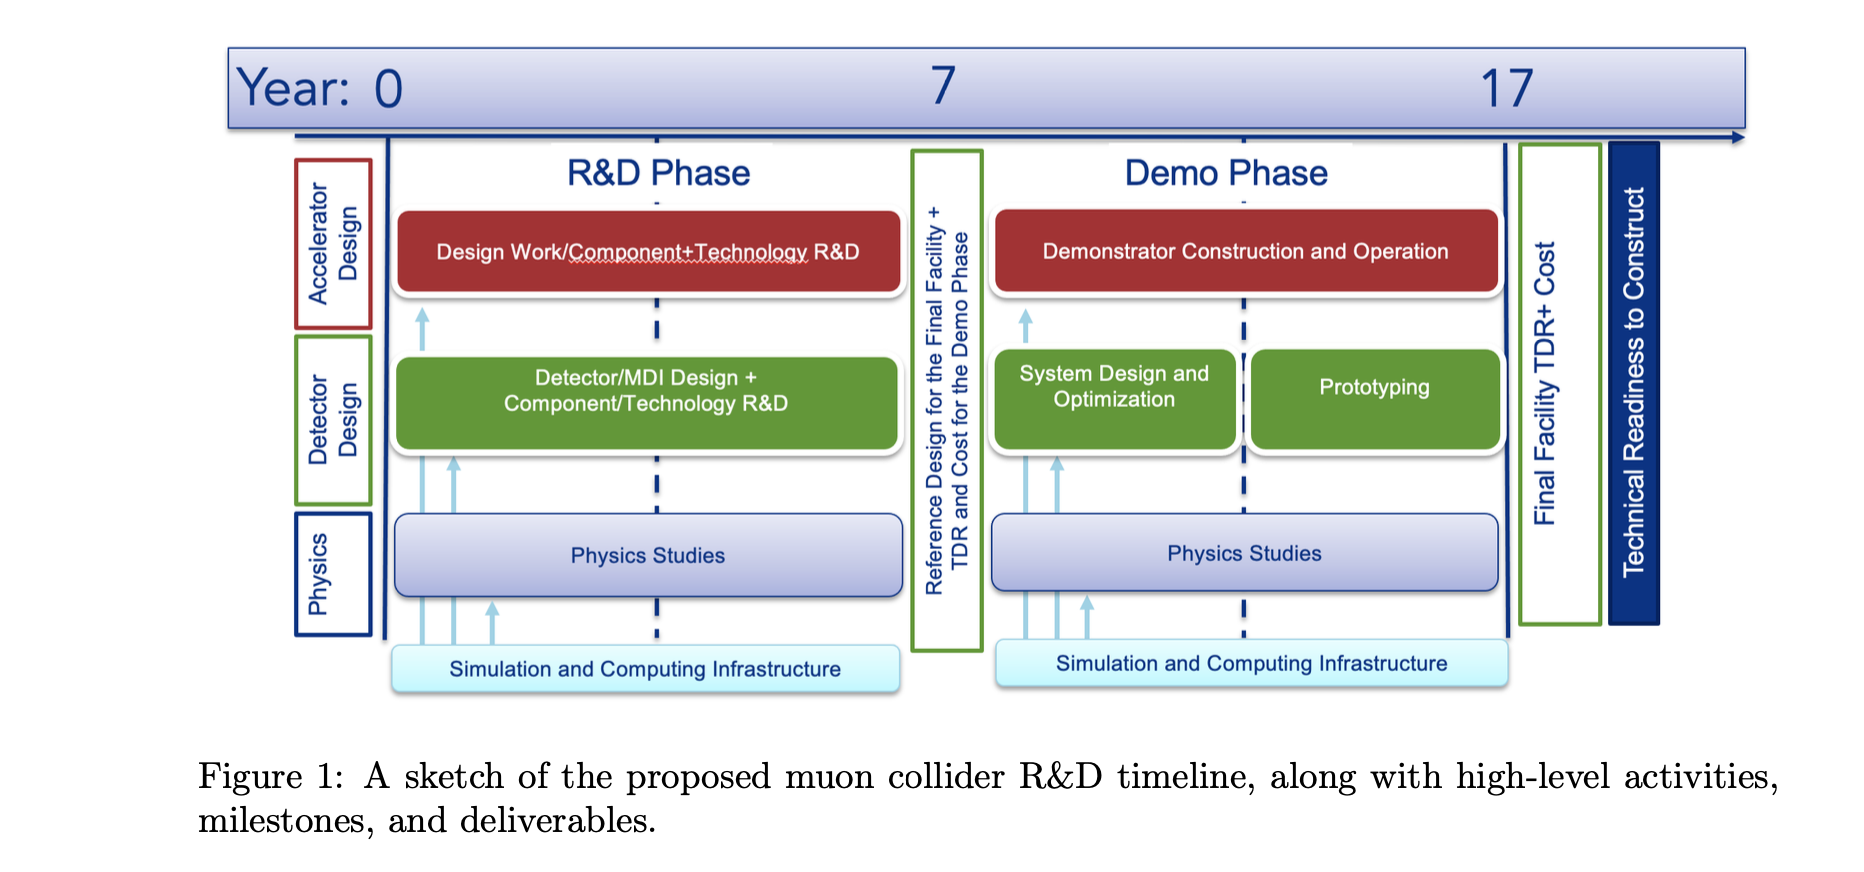 Year: 0
7
17
R&D Phase
Demo Phase
Accelerator
Design
Design Work/Component+Technology R&D
Demonstrator Construction and Operation
Detector
Design
Detector/MDI Design +
Component/Technology R&D
System Design and
Optimization
Prototyping
Physics
Physics Studies
Physics Studies
Simulation and Computing Infrastructure
Simulation and Computing Infrastructure
Reference Design for the Final Facility +
TDR and Cost for the Demo Phase
Final Facility TDR+ Cost
Technical Readiness to Construct
Figure 1: A sketch of the proposed muon collider R&D timeline, along with high-level activities,
milestones, and deliverables.